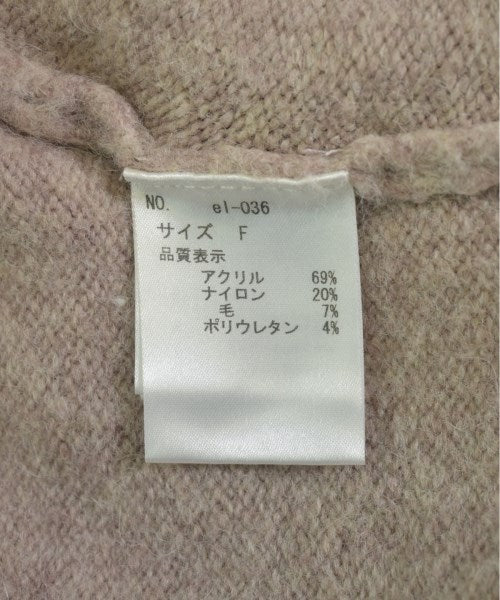 NO. el-036
サイズ F
品質表示
アクリル 69%
ナイロン 20%
毛 7%
ポリウレタン 4%